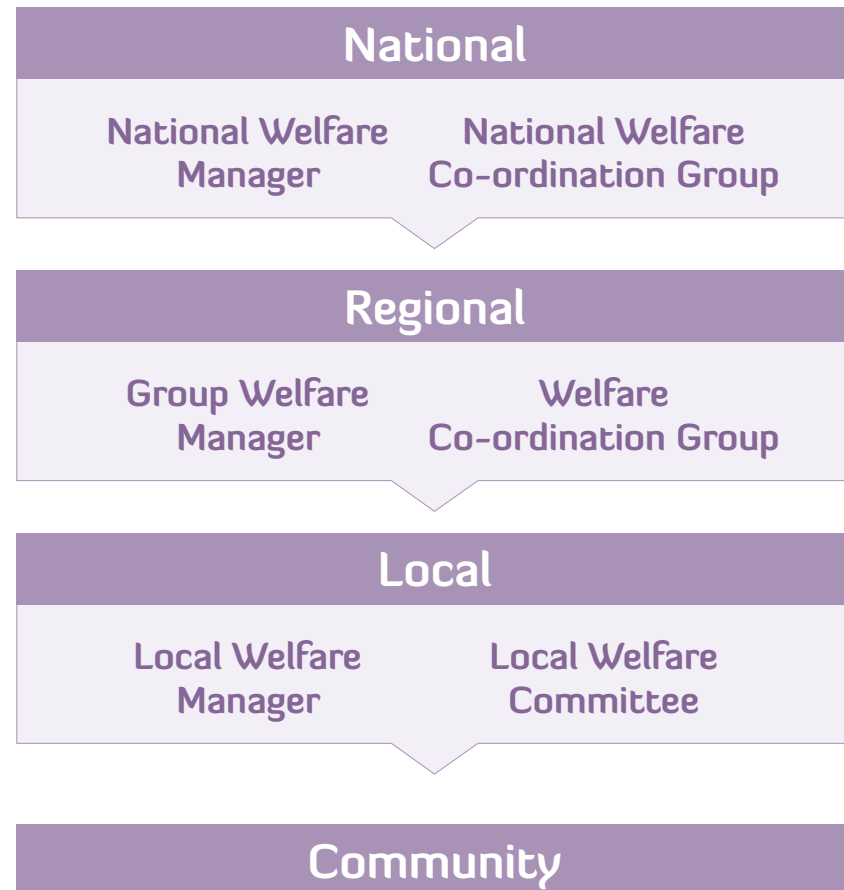 National
National Welfare
Manager
National Welfare
Co-ordination Group
Regional
Group Welfare
Manager
Welfare
Co-ordination Group
Local
Local Welfare
Manager
Local Welfare
Committee
Community